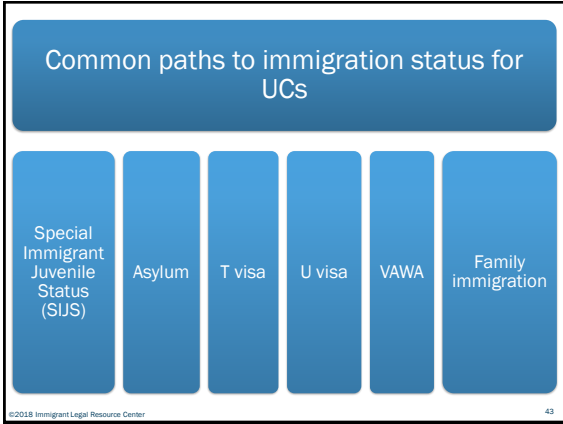 Common paths to immigration status for
UCs
Special
Immigrant
Juvenile
Status
(SIJS)
Asylum
T visa
U visa
VAWA
Family
immigration
©2018 Immigrant Legal Resource Center
43